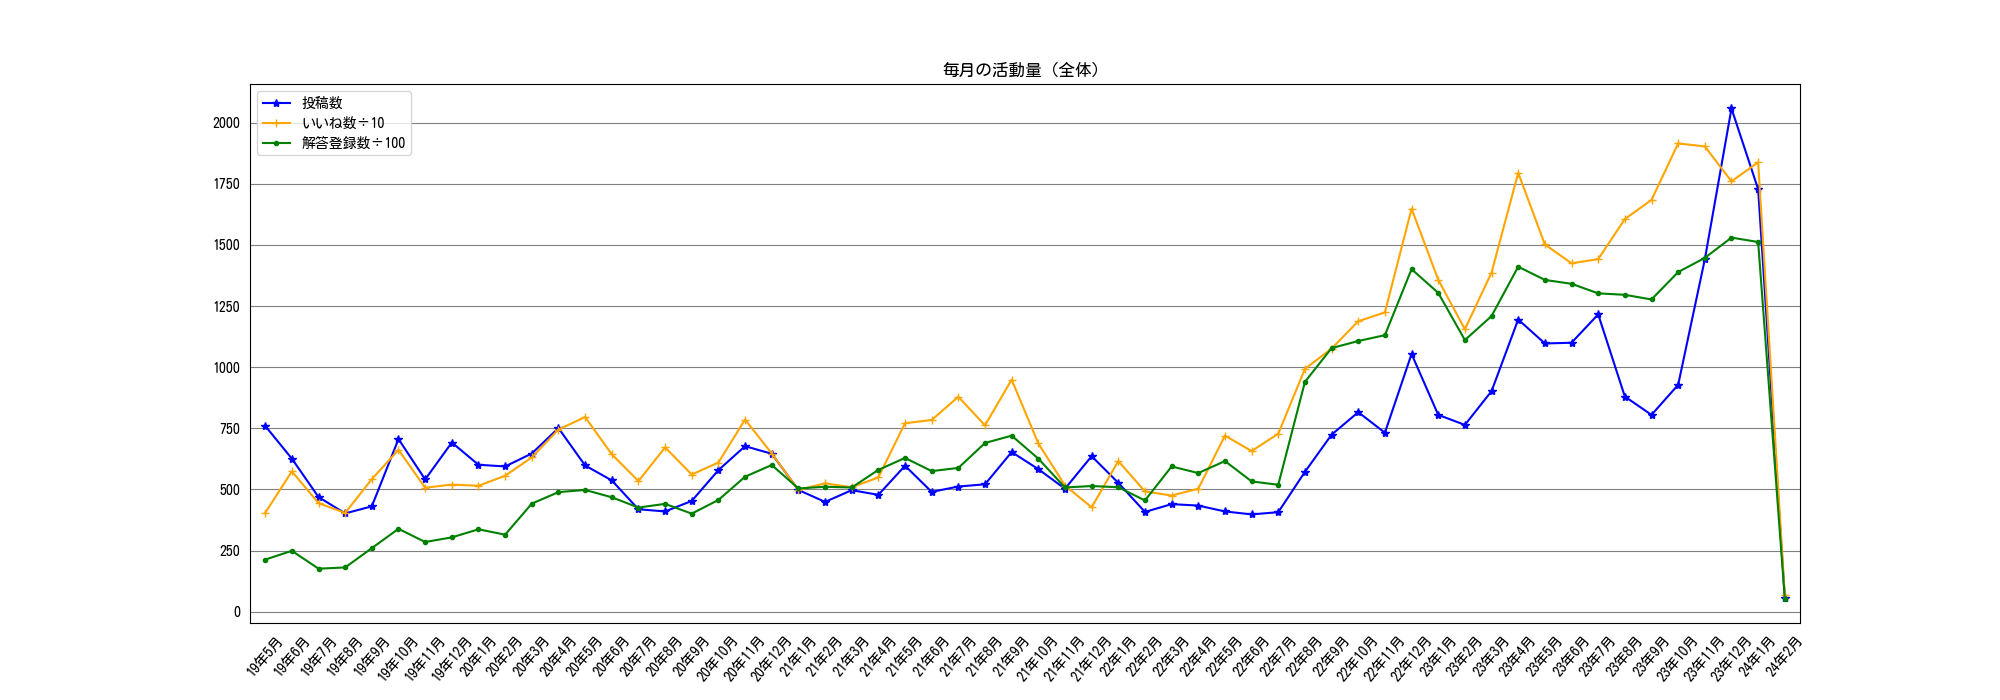 毎月の活動量（全体）
投稿数
いいね数÷10
解答登録数÷100
2000
1750
1500
1250
1000
750
500
250
0
19年5月
19年6月
19年7月
19年8月
19年9月
19年10月
19年11月
19年12月
20年1月
20年2月
20年3月
20年4月
20年5月
20年6月
20年7月
20年8月
20年9月
20年10月
20年11月
20年12月
21年1月
21年2月
21年3月
21年4月
21年5月
21年6月
21年7月
21年8月
21年9月
21年10月
21年11月
21年12月
22年1月
22年2月
22年3月
22年4月
22年5月
22年6月
22年7月
22年8月
22年9月
22年10月
22年11月
22年12月
23年1月
23年2月
23年3月
23年4月
23年5月
23年6月
23年7月
23年8月
23年9月
23年10月
23年11月
23年12月
24年1月
24年2月